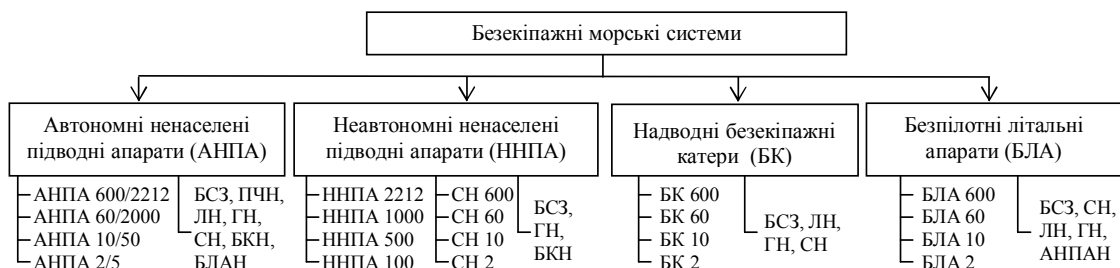 Безекіпажні морські системи
Автономні ненаселені
підводні апарати (АНПА)
АНПА 600/2212
АНПА 60/2000
АНПА 10/50
АНПА 2/5
БСЗ, ПЧН,
ЛН, ГН,
СН, БКН,
БЛАН
Неавтономні ненаселені
підводні апарати (ННПА)
ННПА 2212
ННПА 1000
ННПА 500
ННПА 100
СН 600
СН 60
СН 10
СН 2
БСЗ,
ГН,
БКН
Надводні безекіпажні
катери (БК)
БК 600
БК 60
БК 10
БК 2
БСЗ, ЛН,
ГН, СН
Безпілотні літальні
апарати (БЛА)
БЛА 600
БЛА 60
БЛА 10
БЛА 2
БСЗ, СН,
ЛН, ГН,
АНПАН